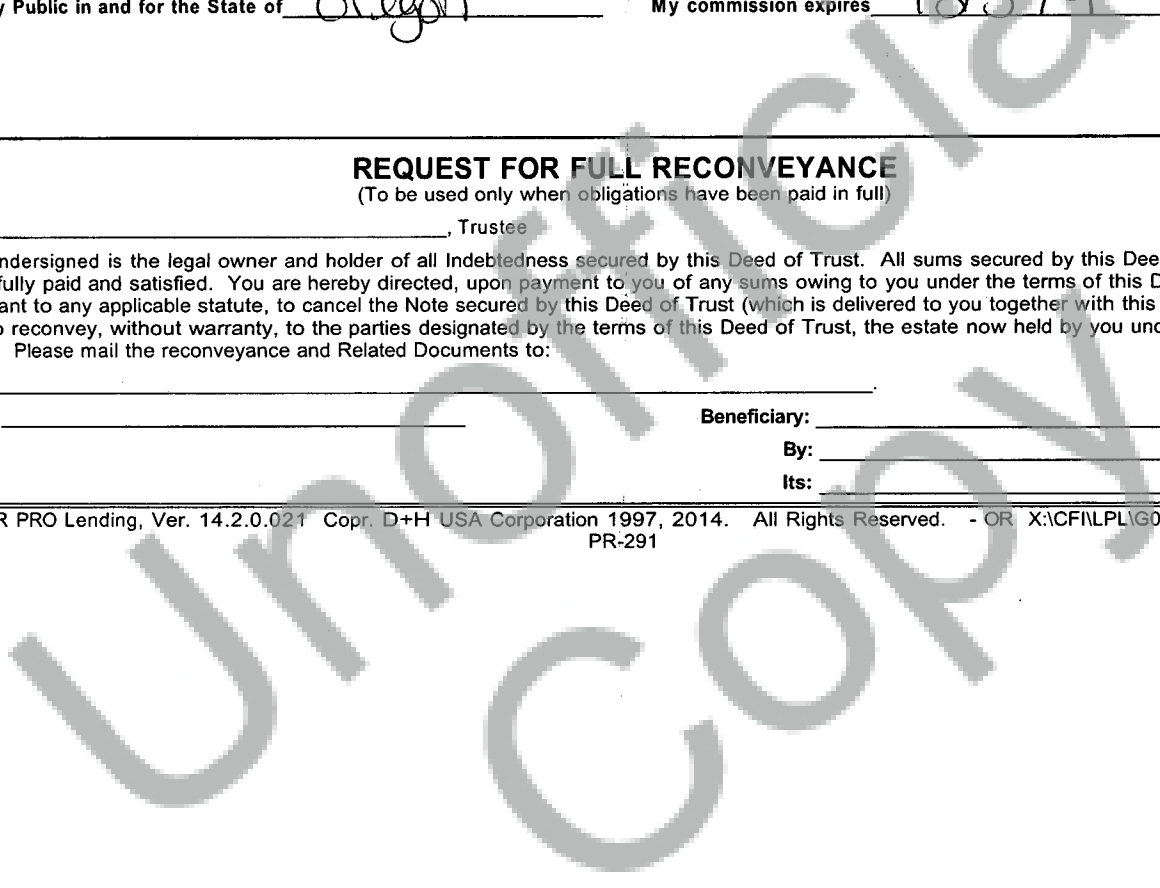 Public in and for the State of Oregon My commission expires
REQUEST FOR FULL RECONVEYANCE
(To be used only when obligations have been paid in full)
, Trustee
ndersigned is the legal owner and holder of all Indebtedness secured by this Deed of Trust. All sums secured by this Dee
fully paid and satisfied. You are hereby directed, upon payment to you of any sums owing to you under the terms of this D
ant to any applicable statute, to cancel the Note secured by this Deed of Trust (which is delivered to you together with this
o reconvey, without warranty, to the parties designated by the terms of this Deed of Trust, the estate now held by you und
Please mail the reconveyance and Related Documents to:
Beneficiary:
By:
Its:
R PRO Lending, Ver. 14.2.0.021 Copr. D+H USA Corporation 1997, 2014. All Rights Reserved. - OR X:\CFI\LPL\G0
PR-291
Unofficial
Copy